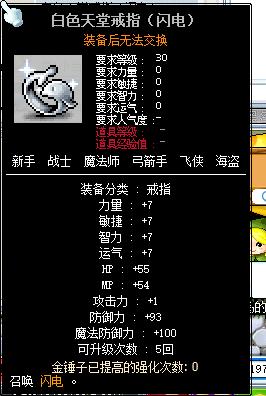 白色天堂戒指（闪电）
装备后无法交换
要求等级： 30
要求力量： 0
要求敏捷： 0
要求智力： 0
要求运气： 0
要求人气度： -
道具等级： -
道具经验值： -
新手 战士 魔法师 弓箭手 飞侠 海盗
装备分类 : 戒指
力量 : +7
敏捷 : +7
智力 : +7
运气 : +7
HP : +55
MP : +54
攻击力 : +1
防御力 : +93
魔法防御力 : +100
可升级次数 : 5回
金锤子已提高的强化次数: 0
召唤 闪电 。
197
的